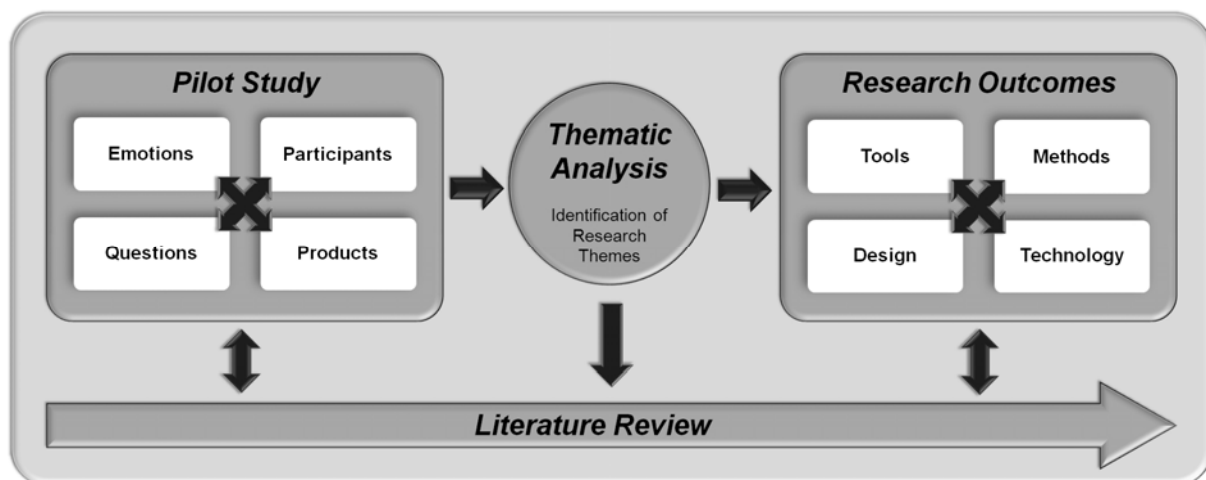 Pilot Study
Emotions
Participants
Questions
Products
Thematic
Analysis
Identification of
Research
Themes
Research Outcomes
Tools
Methods
Design
Technology
Literature Review